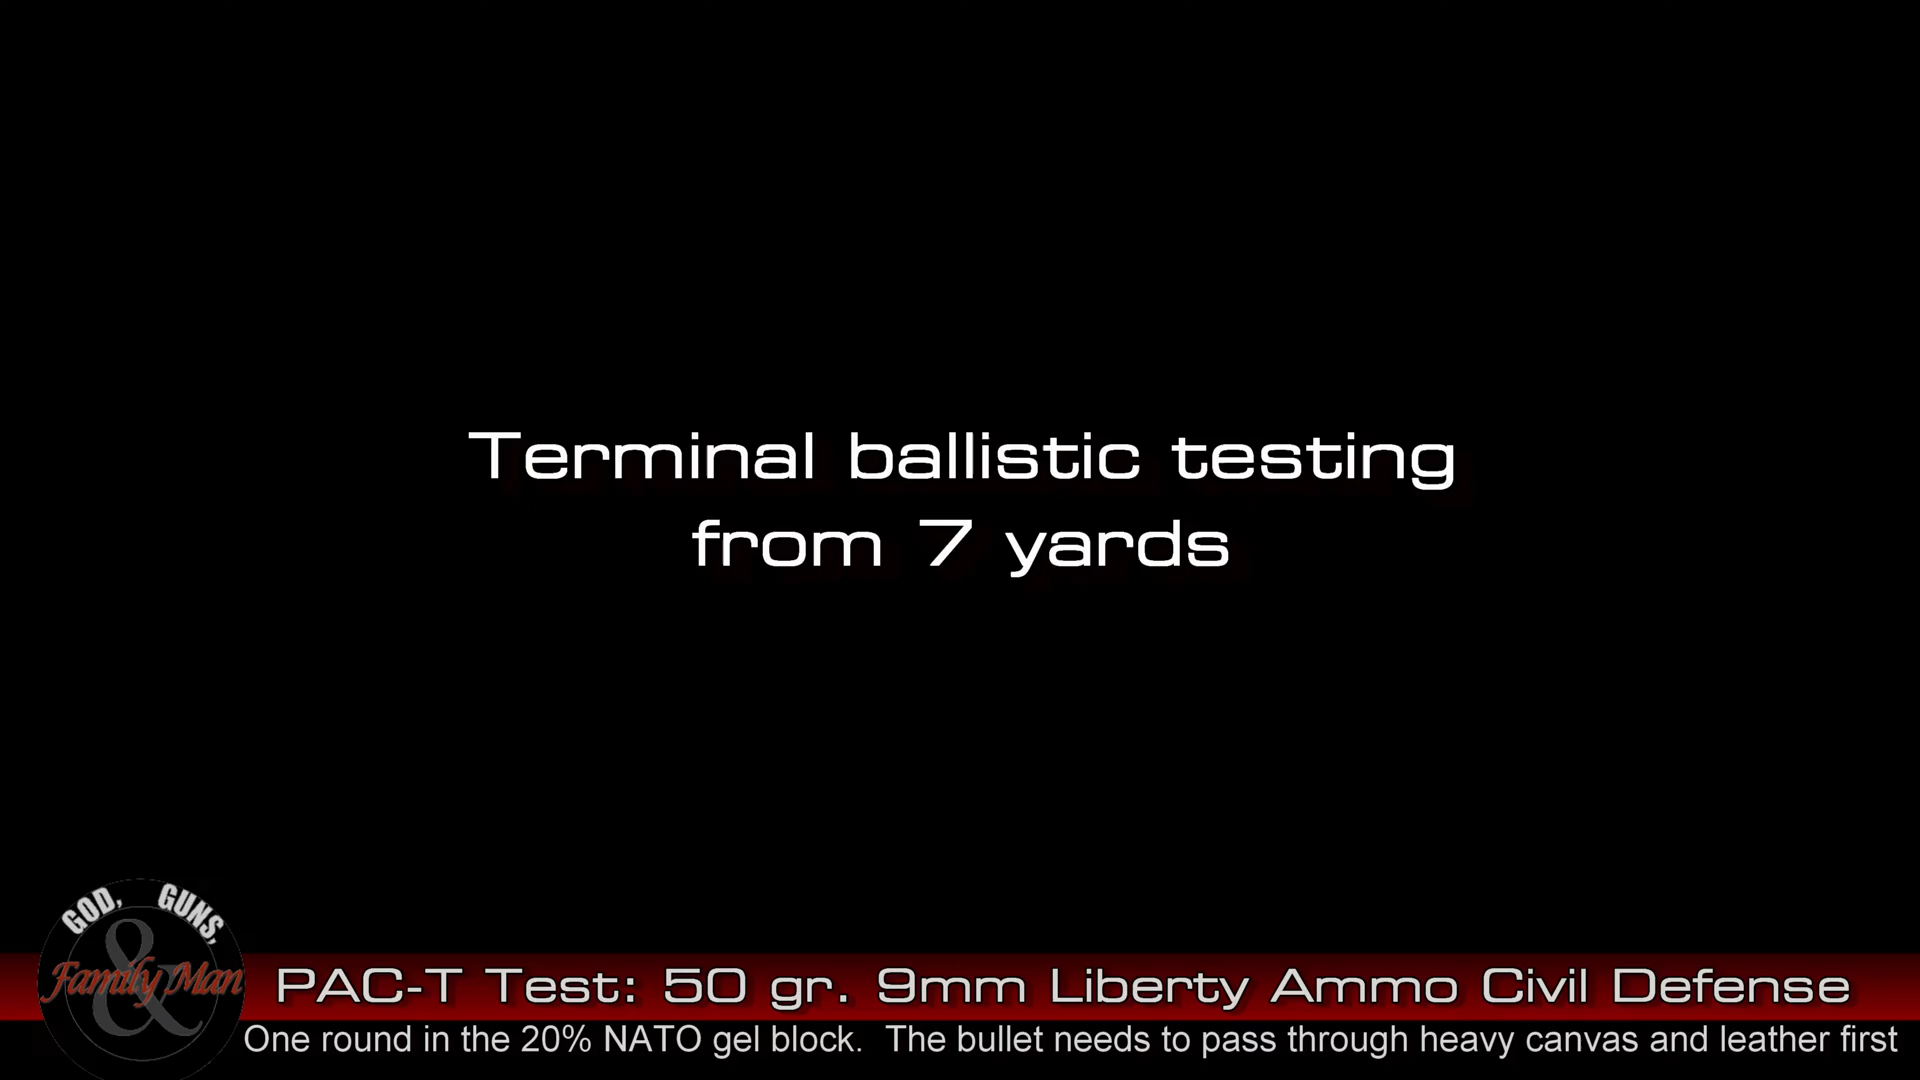 Terminal ballistic testing
from 7 yards
GOD, GUNS,
&
Family Man
PAC-T Test: 50 gr. 9mm Liberty Ammo Civil Defense
One round in the 20% NATO gel block.  The bullet needs to pass through heavy canvas and leather first